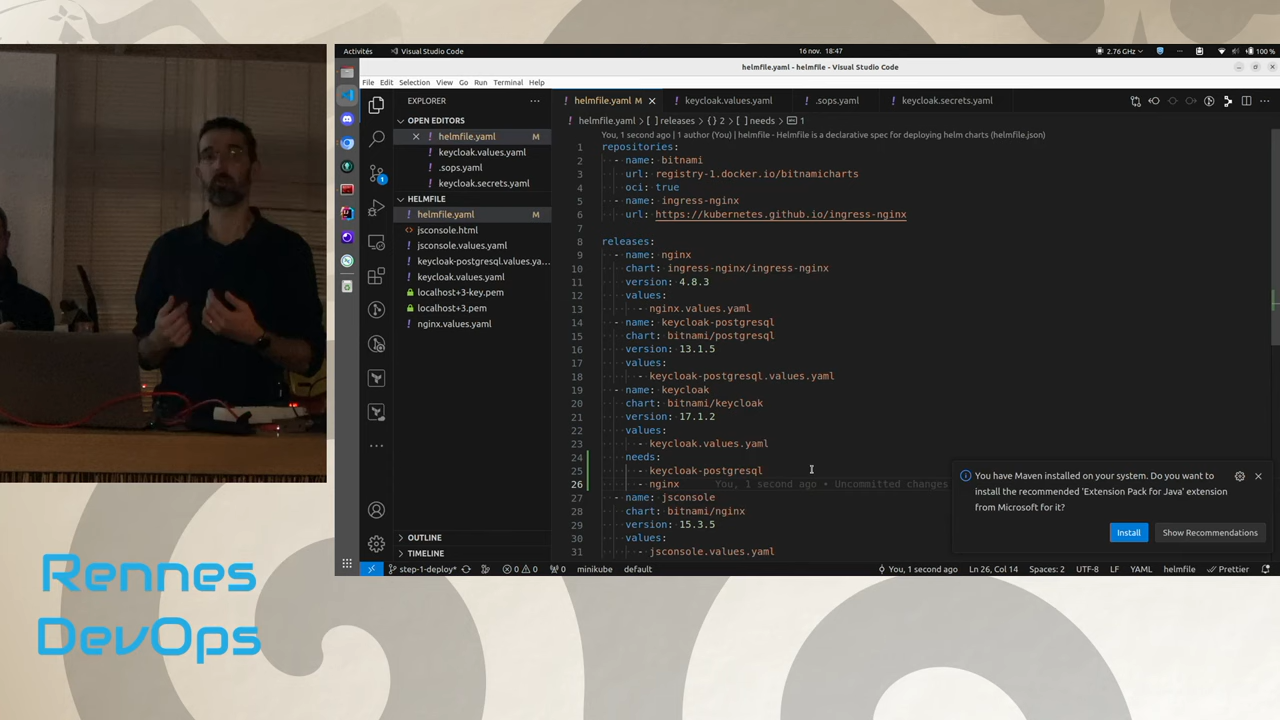 Activités
Visual Studio Code
16 nov. 18:47
2.76 GHz
100 %
helmfile.yaml - helmfile - Visual Studio Code
File Edit Selection View Go Run Terminal Help
EXPLORER
OPEN EDITORS
helmfile.yaml M
keycloak.values.yaml
.sops.yaml
keycloak.secrets.yaml
HELMFILE
helmfile.yaml M
jsconsole.html
jsconsole.values.yaml
keycloak-postgresql.values.ya...
keycloak.values.yaml
localhost+3-key.pem
localhost+3.pem
nginx.values.yaml
OUTLINE
TIMELINE
helmfile.yaml M
keycloak.values.yaml
.sops.yaml
keycloak.secrets.yaml
helmfile.yaml > [ ] releases > {} 2 > [ ] needs > 1
You, 1 second ago | 1 author (You) | helmfile - Helmfile is a declarative spec for deploying helm charts (helmfile.json)
1 repositories:
2 - name: bitnami
3 url: registry-1.docker.io/bitnamicharts
4 oci: true
5 - name: ingress-nginx
6 url: https://kubernetes.github.io/ingress-nginx
7
8 releases:
9 - name: nginx
10 chart: ingress-nginx/ingress-nginx
11 version: 4.8.3
12 values:
13 - nginx.values.yaml
14 - name: keycloak-postgresql
15 chart: bitnami/postgresql
16 version: 13.1.5
17 values:
18 - keycloak-postgresql.values.yaml
19 - name: keycloak
20 chart: bitnami/keycloak
21 version: 17.1.2
22 values:
23 - keycloak.values.yaml
24 needs:
25 - keycloak-postgresql
26 - nginx You, 1 second ago • Uncommitted changes
27 - name: jsconsole
28 chart: bitnami/nginx
29 version: 15.3.5
30 values:
31 - jsconsole.values.yaml
You have Maven installed on your system. Do you want to
install the recommended 'Extension Pack for Java' extension
from Microsoft for it?
Install
Show Recommendations
step-1-deploy* 0 0 0 minikube default
You, 1 second ago Ln 26, Col 14 Spaces: 2 UTF-8 LF YAML helmfile Prettier
1
Rennes
DevOps